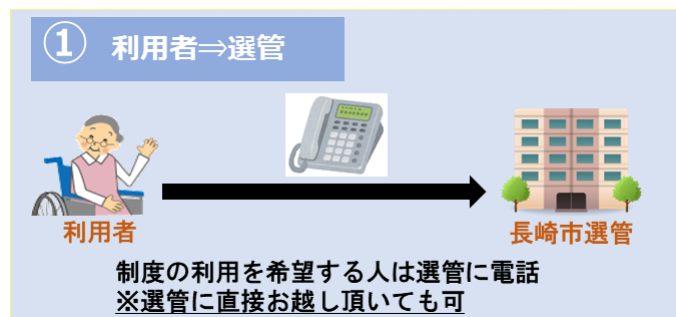 ① 利用者⇒選管
利用者
長崎市選管
制度の利用を希望する人は選管に電話
※選管に直接お越し頂いても可